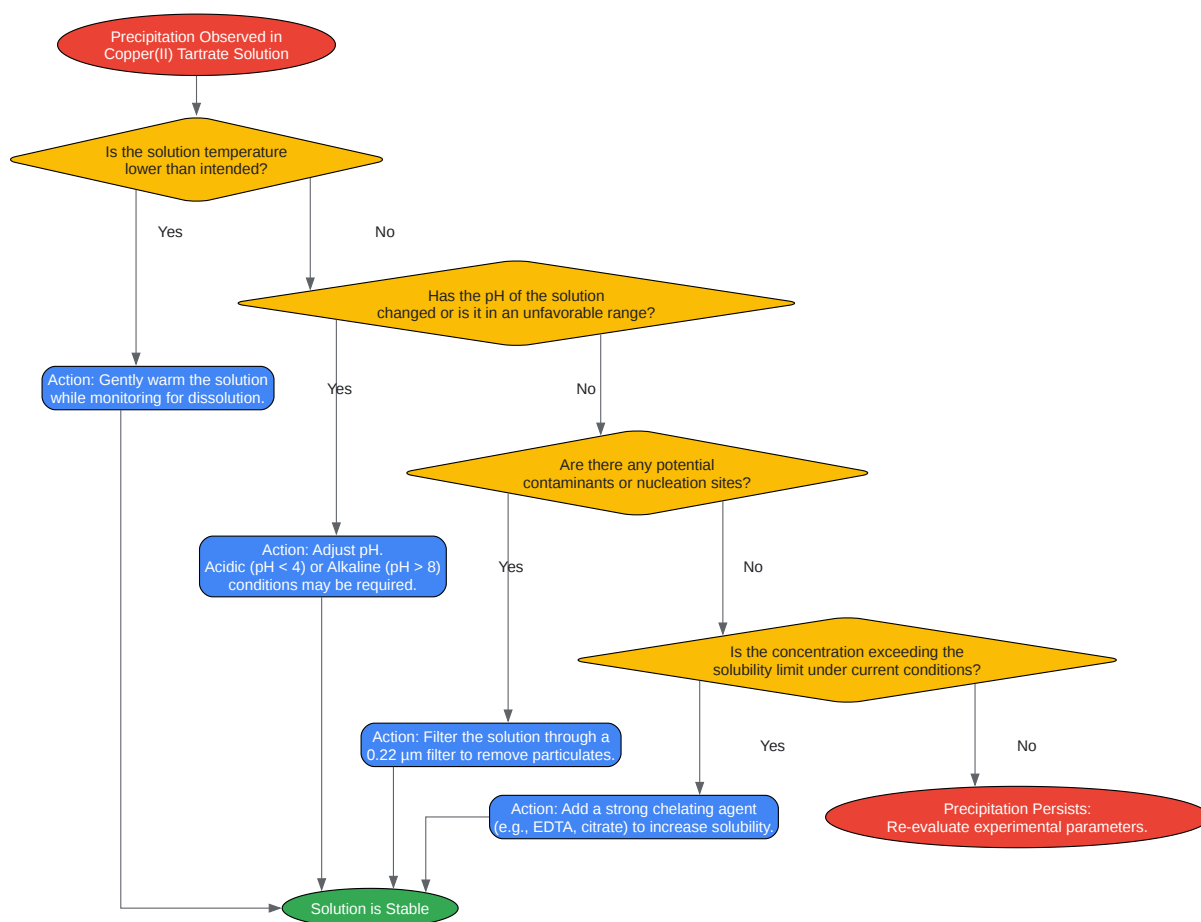 Precipitation Observed in
Copper(II) Tartrate Solution
Is the solution temperature
lower than intended?
Yes
No
Has the pH of the solution
changed or is it in an unfavorable range?
Action: Gently warm the solution
while monitoring for dissolution.
Yes
No
Are there any potential
contaminants or nucleation sites?
Action: Adjust pH.
Acidic (pH < 4) or Alkaline (pH > 8)
conditions may be required.
Yes
No
Is the concentration exceeding the
solubility limit under current conditions?
Action: Filter the solution through a
0.22 µm filter to remove particulates.
Yes
No
Action: Add a strong chelating agent
(e.g., EDTA, citrate) to increase solubility.
Precipitation Persists:
Re-evaluate experimental parameters.
Solution is Stable